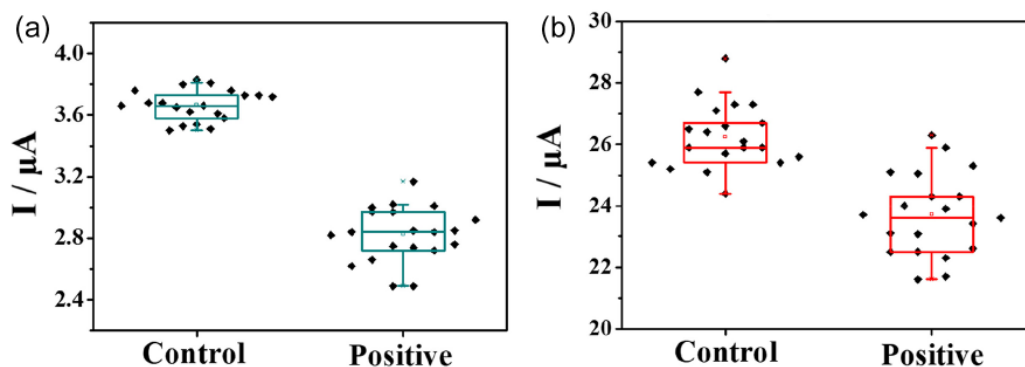 (a)
I / μA
4.0
3.6
3.2
2.8
2.4
Control Positive
(b)
I / μA
30
28
26
24
22
20
Control Positive